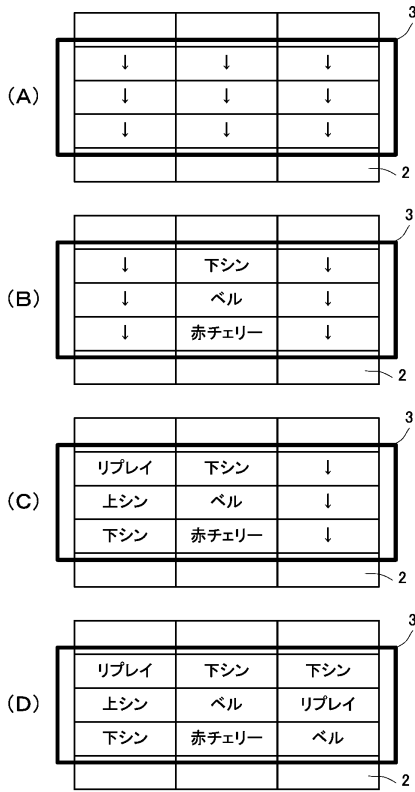 3
(A)
↓ ↓ ↓
↓ ↓ ↓
↓ ↓ ↓
2
3
(B)
↓ 下シン ↓
↓ ベル ↓
↓ 赤チェリー ↓
2
3
(C)
リプレイ 下シン ↓
上シン ベル ↓
下シン 赤チェリー ↓
2
3
(D)
リプレイ 下シン 下シン
上シン ベル リプレイ
下シン 赤チェリー ベル
2